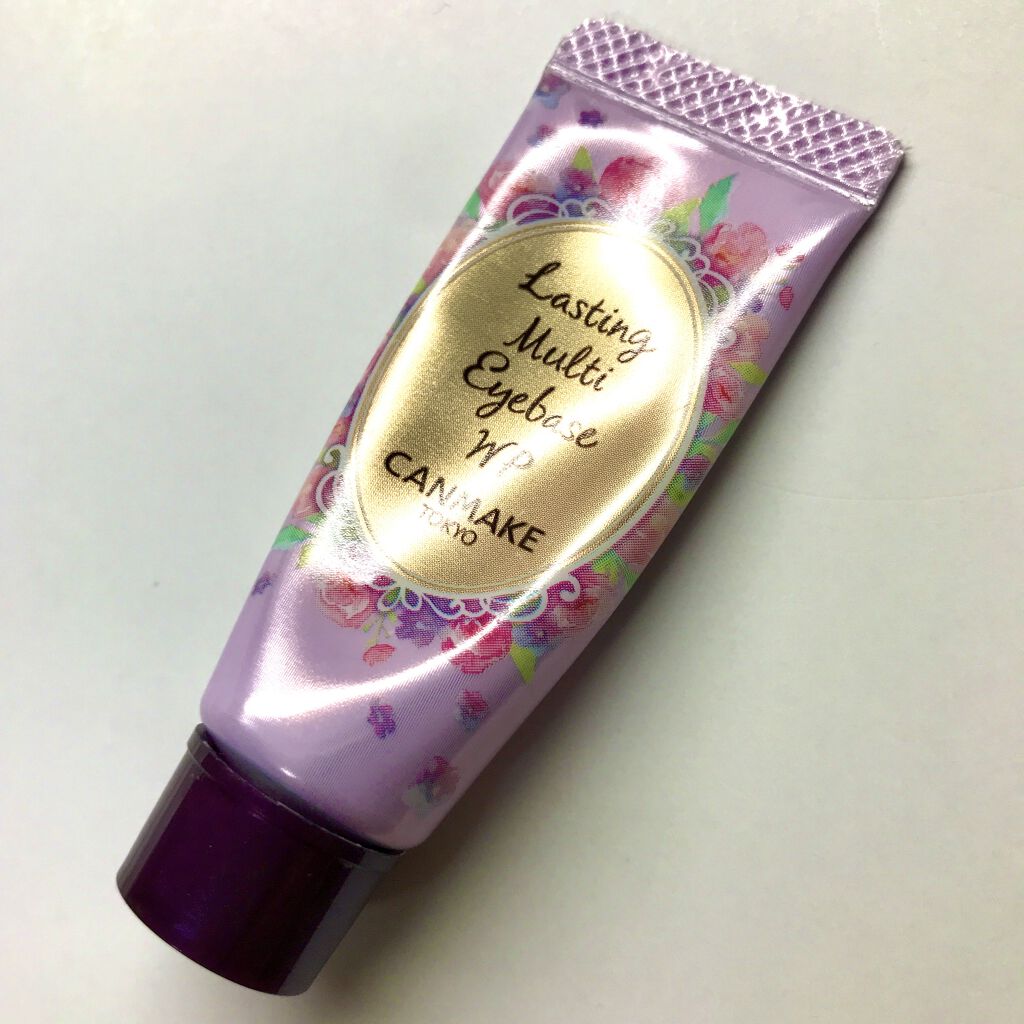 Lasting
Multi
Eyebase
WP
CANMAKE
TOKYO